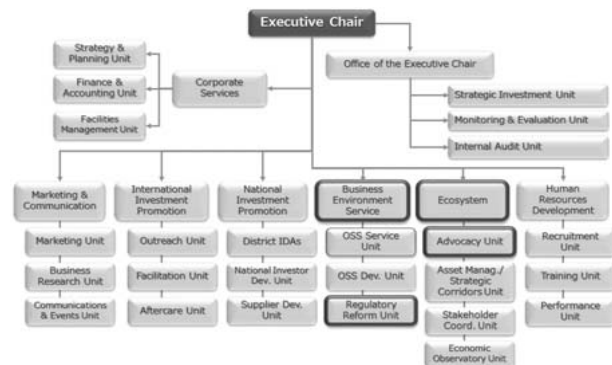 Executive Chair
Strategy &
Planning Unit
Finance &
Accounting Unit
Facilities
Management Unit
Corporate
Services
Office of the Executive Chair
Strategic Investment Unit
Monitoring & Evaluation Unit
Internal Audit Unit
Marketing &
Communication
Marketing Unit
Business
Research Unit
Communications
& Events Unit
International
Investment
Promotion
Outreach Unit
Facilitation Unit
Aftercare Unit
National
Investment
Promotion
District IDAs
National Investor
Dev. Unit
Supplier Dev.
Unit
Business
Environment
Service
OSS Service
Unit
OSS Dev. Unit
Regulatory
Reform Unit
Ecosystem
Advocacy Unit
Asset Manag./
Strategic
Corridors Unit
Stakeholder
Coord. Unit
Economic
Observatory Unit
Human
Resources
Development
Recruitment
Unit
Training Unit
Performance
Unit